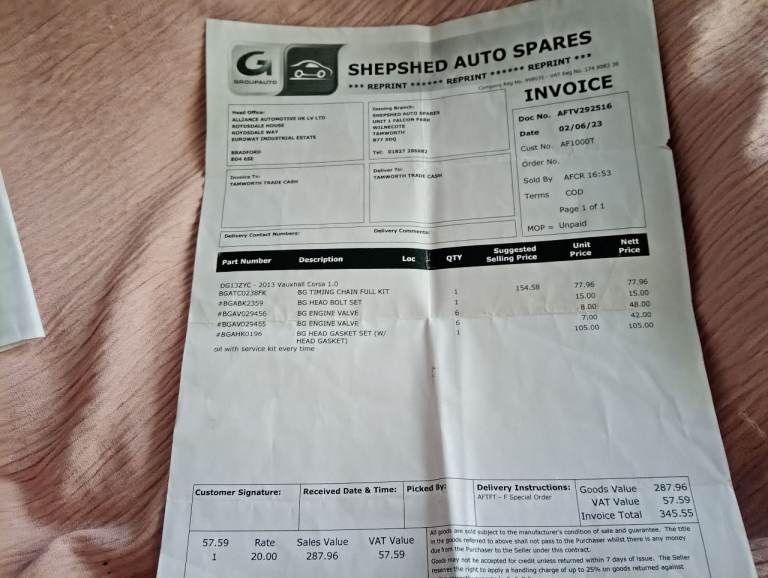 GROUPAUTO
SHEPSHED AUTO SPARES
*** REPRINT ****** REPRINT ****** REPRINT ***
INVOICE
Head Office:
ALLIANCE AUTOMOTIVE UK LV LTD
ROYDSDALE HOUSE
ROYDSDALE WAY
EUROWAY INDUSTRIAL ESTATE
BRADFORD
BD4 6SE
Issuing Branch:
SHEPSHED AUTO SPARES
UNIT 1 FALCON PARK
WILNECOTE
TAMWORTH
B77 5DQ
Doc No. AFTV292516
Date 02/06/23
Cust No. AF1000T
Order No.
Sold By AFCR 16:53
Terms COD
Page 1 of 1
MOP = Unpaid
Invoice To:
TAMWORTH TRADE CASH
Deliver To:
TAMWORTH TRADE CASH
Delivery Contact Numbers:
Delivery Comments:
Part Number Description Loc QTY Suggested Selling Price Unit Price Nett Price
DG13ZYC - 2013 Vauxhall Corsa 1.0
BGATC0238FK BG TIMING CHAIN FULL KIT 1 154.58 77.96 77.96
#BGABK2359 BG HEAD BOLT SET 1 15.00 15.00
#BGAV029456 BG ENGINE VALVE 6 8.00 48.00
#BGAV029455 BG ENGINE VALVE 6 7.00 42.00
#BGAHK0196 BG HEAD GASKET SET (W/ 1 105.00 105.00
HEAD GASKET)
oil with service kit every time
Customer Signature:
Received Date & Time:
Picked By:
Delivery Instructions:
AFTFT - F Special Order
Goods Value 287.96
VAT Value 57.59
Invoice Total 345.55
57.59 Rate Sales Value VAT Value
1 20.00 287.96 57.59
All goods are sold subject to the manufacturer's condition of sale and guarantee. The title
in the goods referred to above shall not pass to the Purchaser whilst there is any money
due from the Purchaser to the Seller under this contract.
Goods may not be accepted for credit unless returned within 7 days of issue. The Seller
reserves the right to apply a handling charge of up to 25% on goods returned against